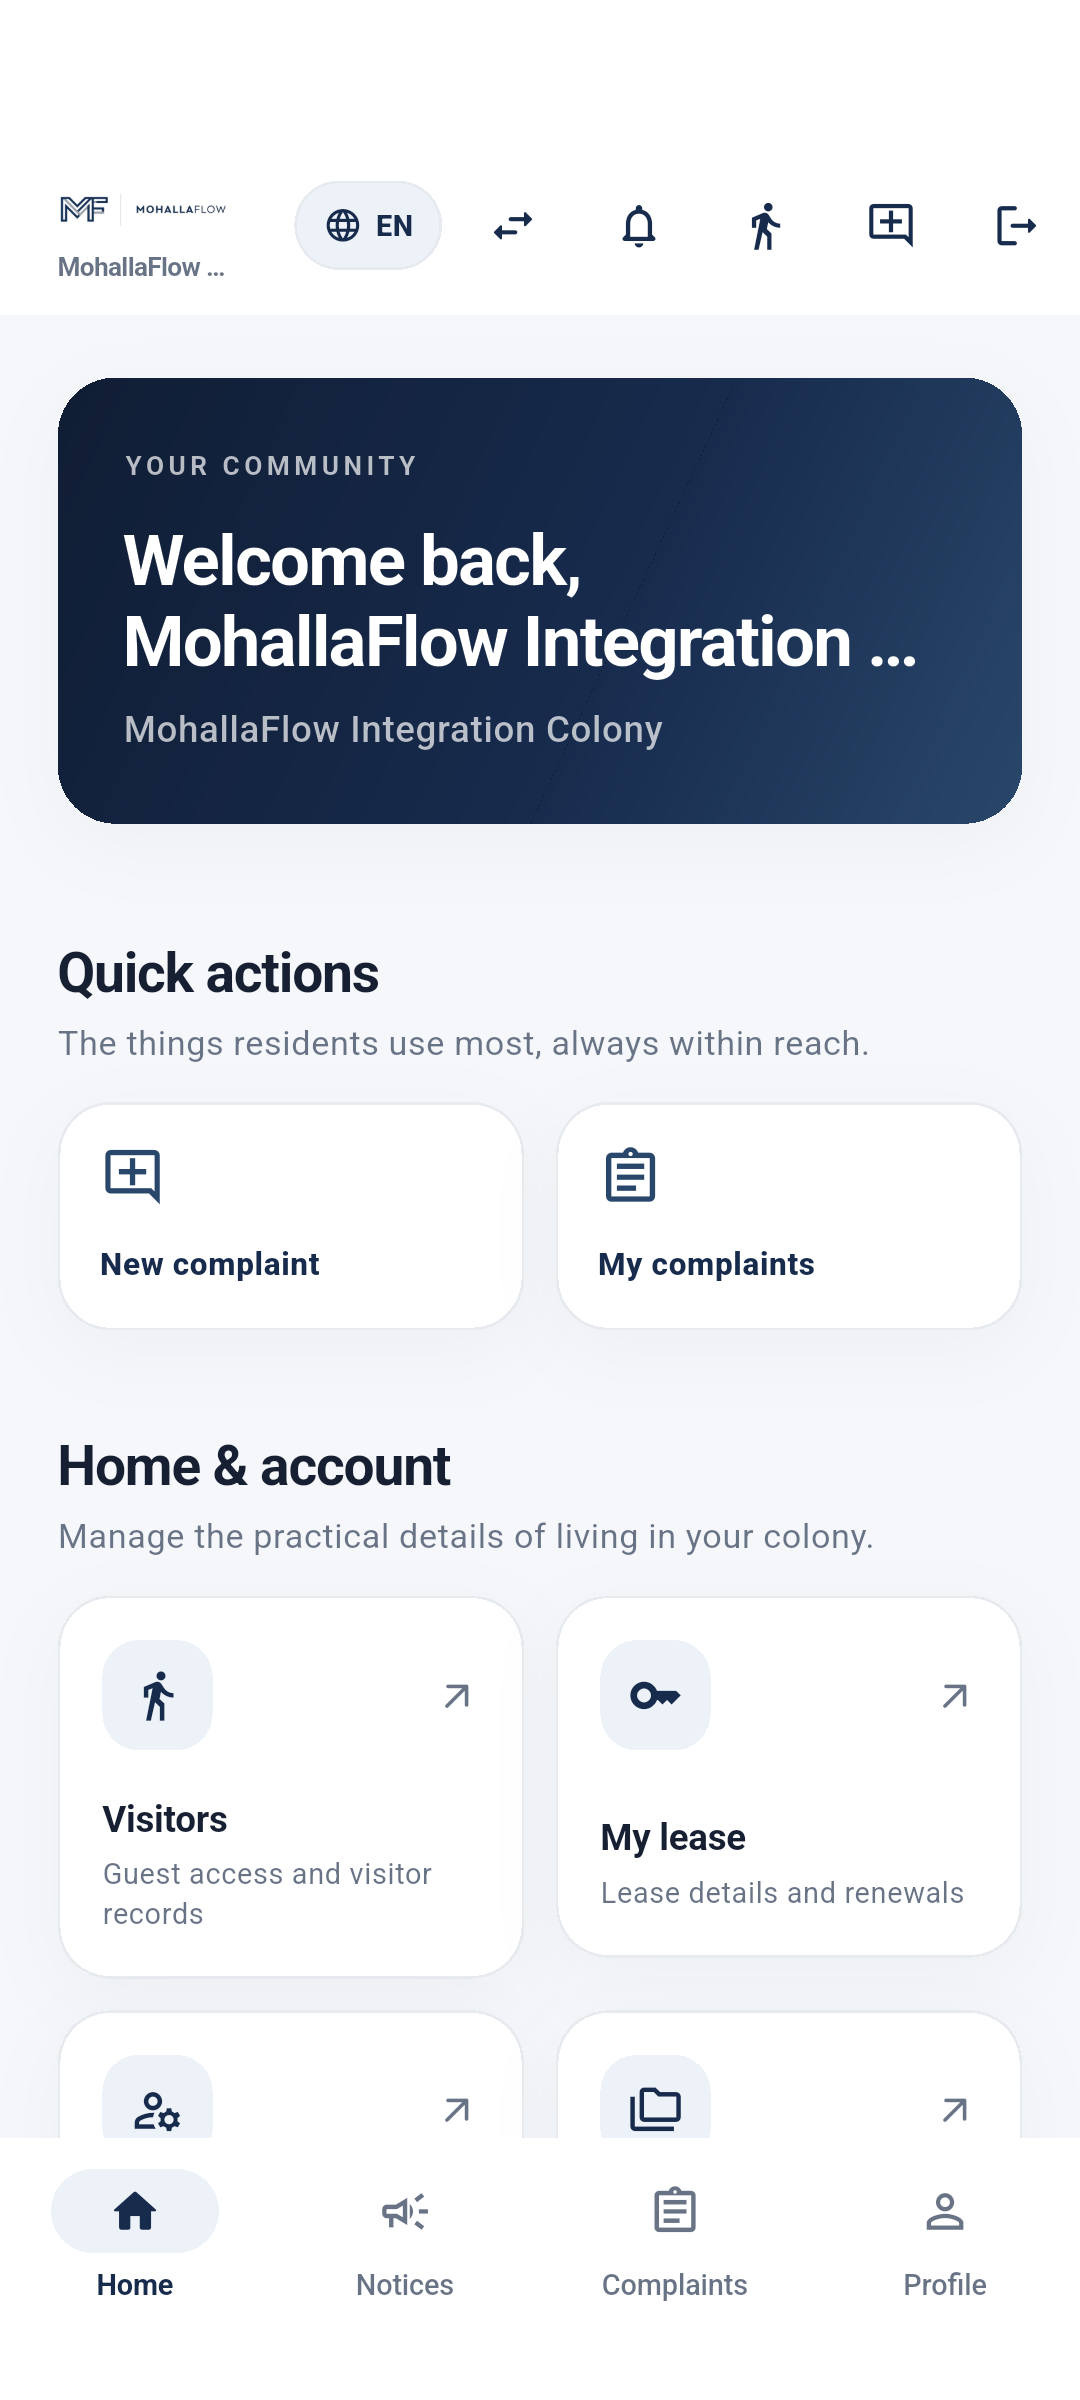 MF MOHALLAFLOW
MohallaFlow ...
EN
YOUR COMMUNITY
Welcome back,
MohallaFlow Integration ...
MohallaFlow Integration Colony
Quick actions
The things residents use most, always within reach.
New complaint
My complaints
Home & account
Manage the practical details of living in your colony.
Visitors
Guest access and visitor
records
My lease
Lease details and renewals
Home
Notices
Complaints
Profile